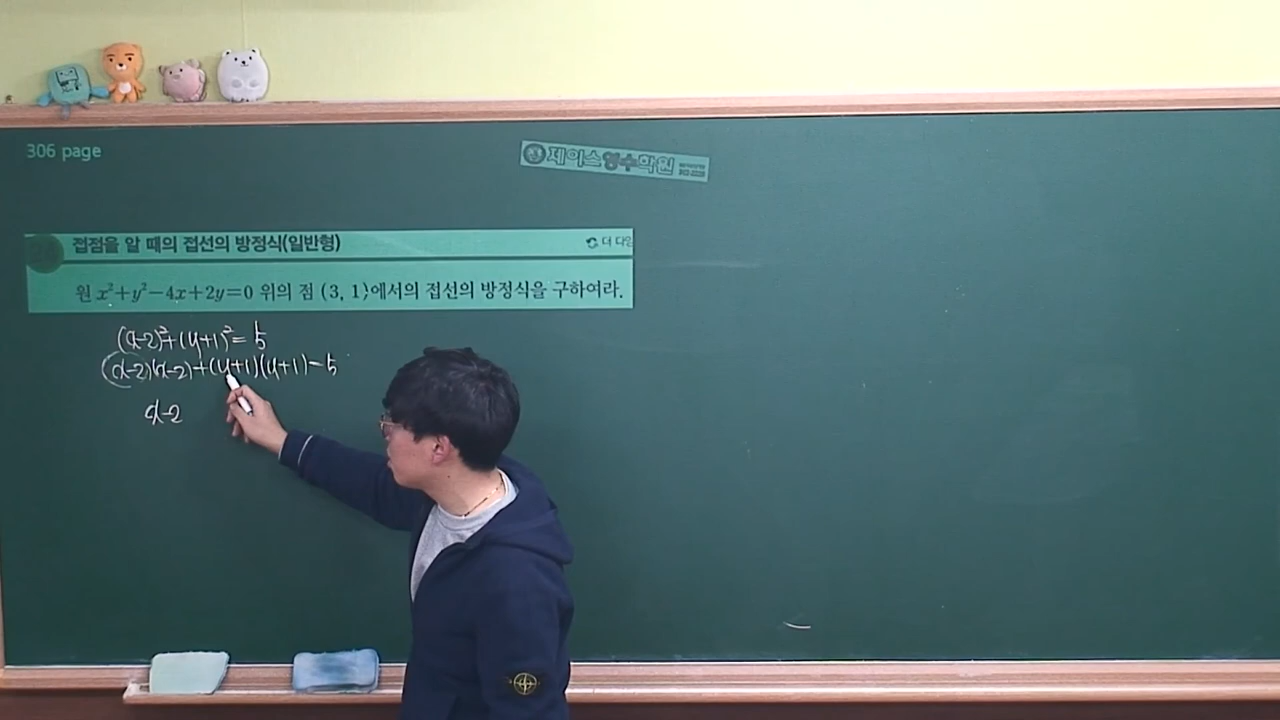 306 page
제이스영수학원
접점을 알 때의 접선의 방정식(일반형)
더 다양
원 x²+y²−4x+2y=0 위의 점 (3, 1)에서의 접선의 방정식을 구하여라.
(x-2)²+(y+1)²=5
(x-2)(x-2)+(y+1)(y+1)=5
x-2